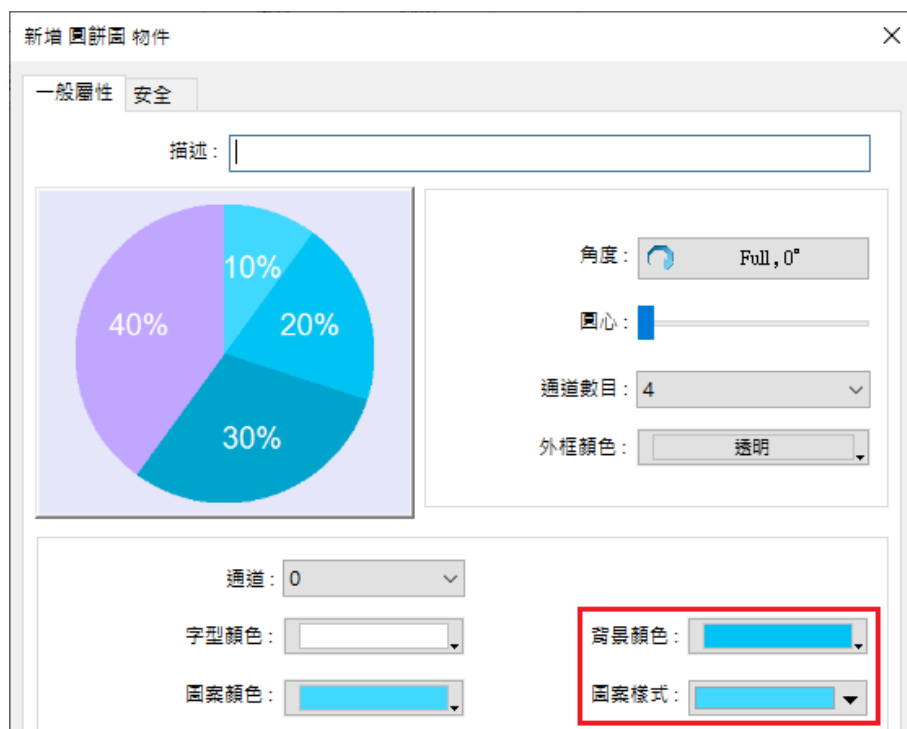 新增 圓餅圖 物件
一般屬性 安全
描述 :
10%
20%
30%
40%
角度 : Full , 0°
圓心 :
通道數目 : 4
外框顏色 : 透明
通道 : 0
字型顏色 :
背景顏色 :
圖案顏色 :
圖案樣式 :